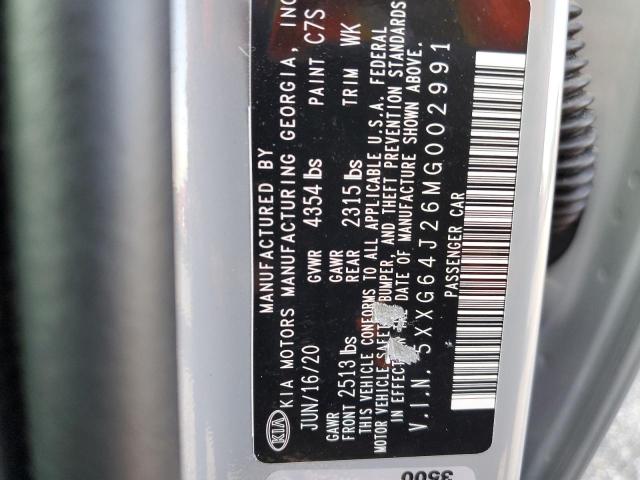 MANUFACTURED BY
KIA KIA MOTORS MANUFACTURING GEORGIA, INC
JUN/16/20 GVWR 4354 lbs PAINT C7S
GAWR FRONT 2513 lbs GAWR REAR 2315 lbs TRIM WK
THIS VEHICLE CONFORMS TO ALL APPLICABLE U.S.A. FEDERAL
MOTOR VEHICLE SAFETY BUMPER, AND THEFT PREVENTION STANDARDS
IN EFFECT DATE OF MANUFACTURE SHOWN ABOVE.
V.I.N. 5XXG64J26MG002991
PASSENGER CAR
3500